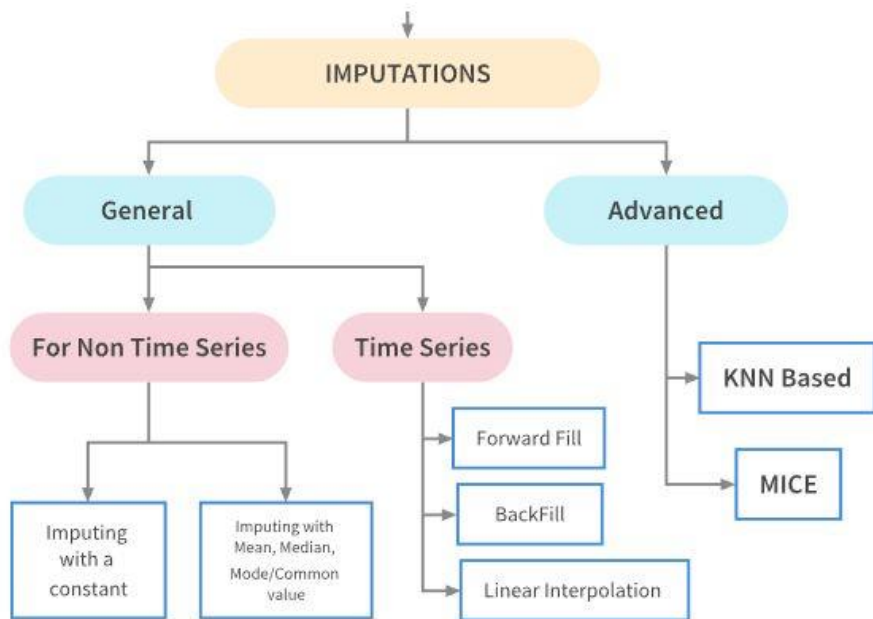 IMPUTATIONS
General
Advanced
For Non Time Series
Time Series
KNN Based
Forward Fill
MICE
BackFill
Imputing
with a
constant
Imputing with
Mean, Median,
Mode/Common
value
Linear Interpolation